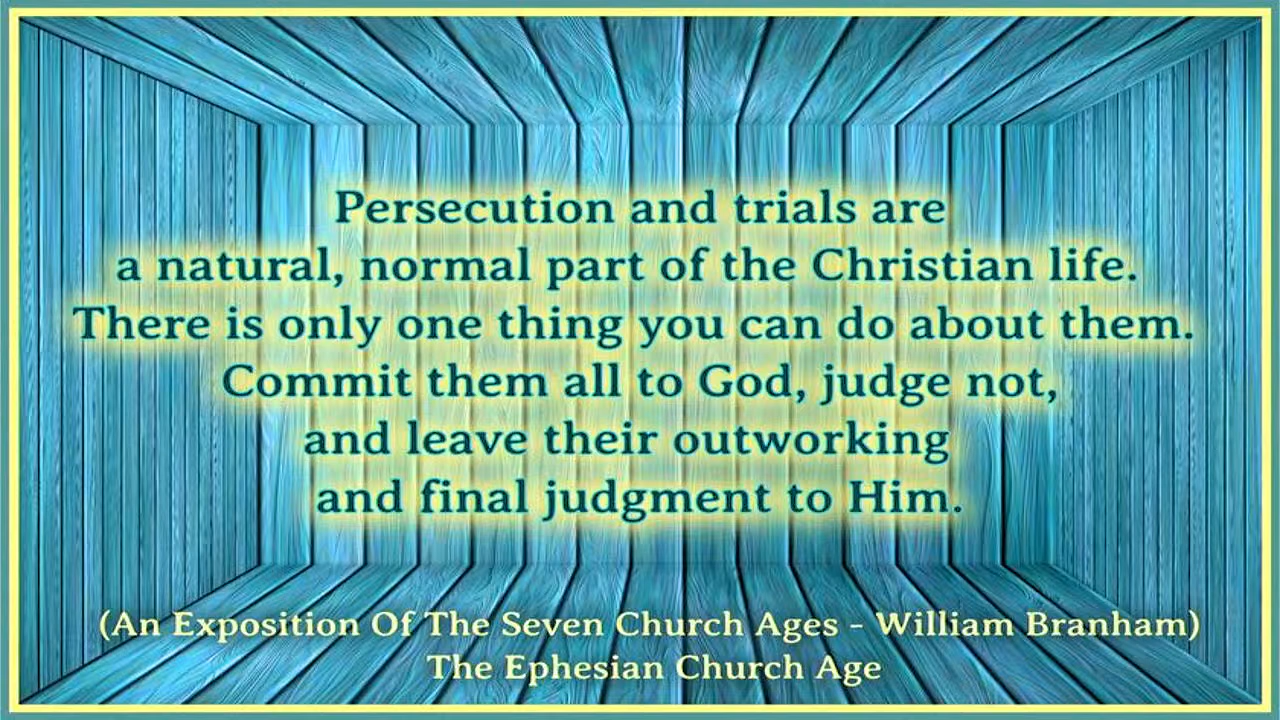 Persecution and trials are
a natural, normal part of the Christian life.
There is only one thing you can do about them.
Commit them all to God, judge not,
and leave their outworking
and final judgment to Him.
(An Exposition Of The Seven Church Ages - William Branham)
The Ephesian Church Age